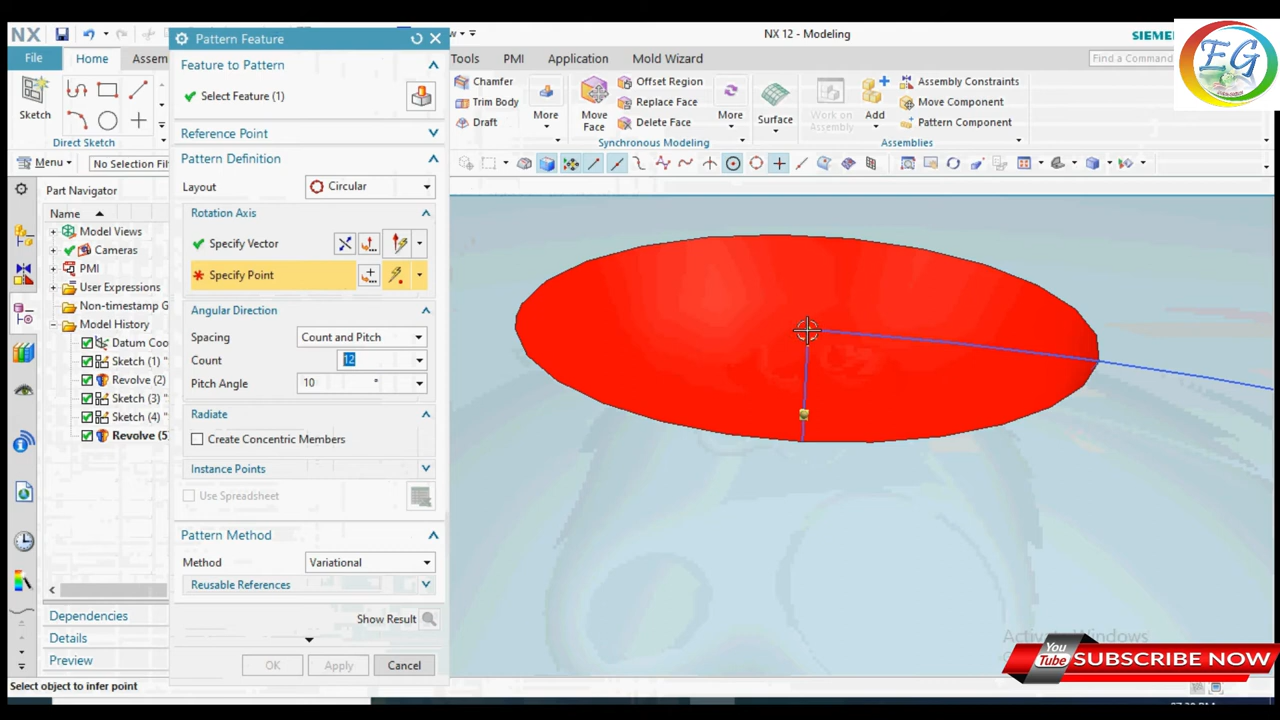 NX
NX 12 - Modeling
SIEM
EG
Pattern Feature
File
Home
Assem
Tools
PMI
Application
Mold Wizard
Find a Command
Feature to Pattern
Select Feature (1)
Reference Point
Pattern Definition
Layout
Circular
Rotation Axis
Specify Vector
Specify Point
Angular Direction
Spacing
Count and Pitch
Count
12
Pitch Angle
10
°
Radiate
Create Concentric Members
Instance Points
Use Spreadsheet
Pattern Method
Method
Variational
Reusable References
Show Result
OK
Apply
Cancel
Sketch
Direct Sketch
Chamfer
Trim Body
Draft
More
Move
Face
Offset Region
Replace Face
Delete Face
More
Synchronous Modeling
Surface
Work on
Assembly
Add
Assembly Constraints
Move Component
Pattern Component
Assemblies
Menu
No Selection Fil
Part Navigator
Name
Model Views
Cameras
PMI
User Expressions
Non-timestamp G
Model History
Datum Coo
Sketch (1) "
Revolve (2)
Sketch (3) "
Sketch (4) "
Revolve (5)
Dependencies
Details
Preview
Select object to infer point
Activate Windows
You
Tube
SUBSCRIBE NOW